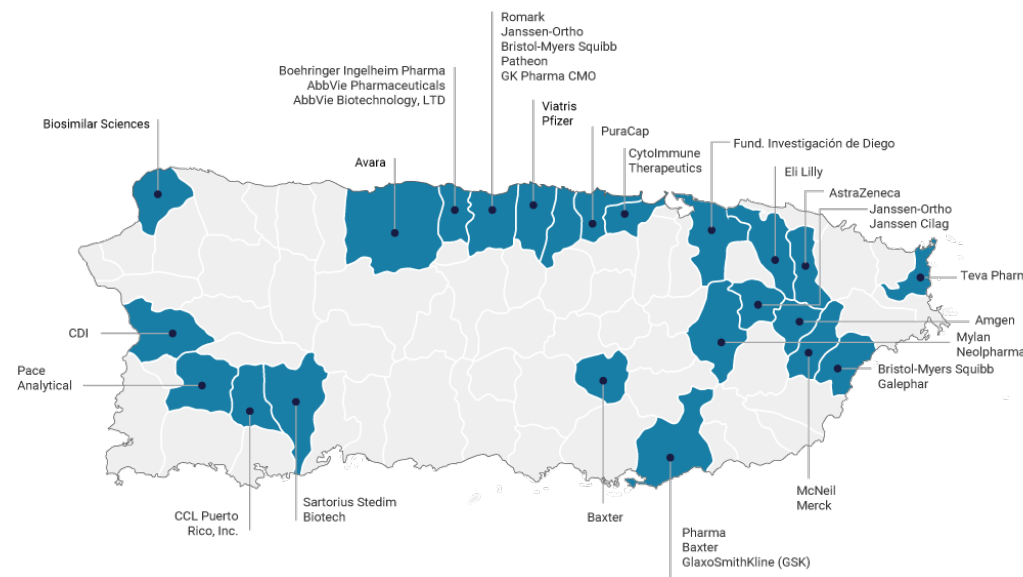 Romark
Janssen-Ortho
Bristol-Myers Squibb
Patheon
GK Pharma CMO
Boehringer Ingelheim Pharma
AbbVie Pharmaceuticals
AbbVie Biotechnology, LTD
Viatris
Pfizer
Biosimilar Sciences
PuraCap
Avara
CytoImmune
Therapeutics
Fund. Investigación de Diego
Eli Lilly
AstraZeneca
Janssen-Ortho
Janssen Cilag
Teva Pharm
CDI
Amgen
Mylan
Neolpharma
Pace
Analytical
Bristol-Myers Squibb
Galephar
McNeil
Merck
Sartorius Stedim
Biotech
CCL Puerto
Rico, Inc.
Baxter
Pharma
Baxter
GlaxoSmithKline (GSK)